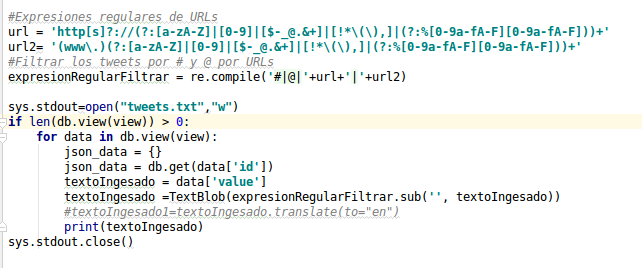 #Expresiones regulares de URLs
url = 'http[s]?://(?:[a-zA-Z]|[0-9]|[$-_@.&+]|[!*\(\),]|(?:%[0-9a-fA-F][0-9a-fA-F]))+'
url2= '(www\.)(?:[a-zA-Z]|[0-9]|[$-_@.&+]|[!*\(\),]|(?:%[0-9a-fA-F][0-9a-fA-F]))+'
#Filtrar los tweets por # y @ por URLs
expresionRegularFiltrar = re.compile('#|@|'+url+'|'+url2)
sys.stdout=open("tweets.txt","w")
if len(db.view(view)) > 0:
for data in db.view(view):
json_data = {}
json_data = db.get(data['id'])
textoIngesado = data['value']
textoIngesado =TextBlob(expresionRegularFiltrar.sub('', textoIngesado))
#textoIngesado1=textoIngesado.translate(to="en")
print(textoIngesado)
sys.stdout.close()